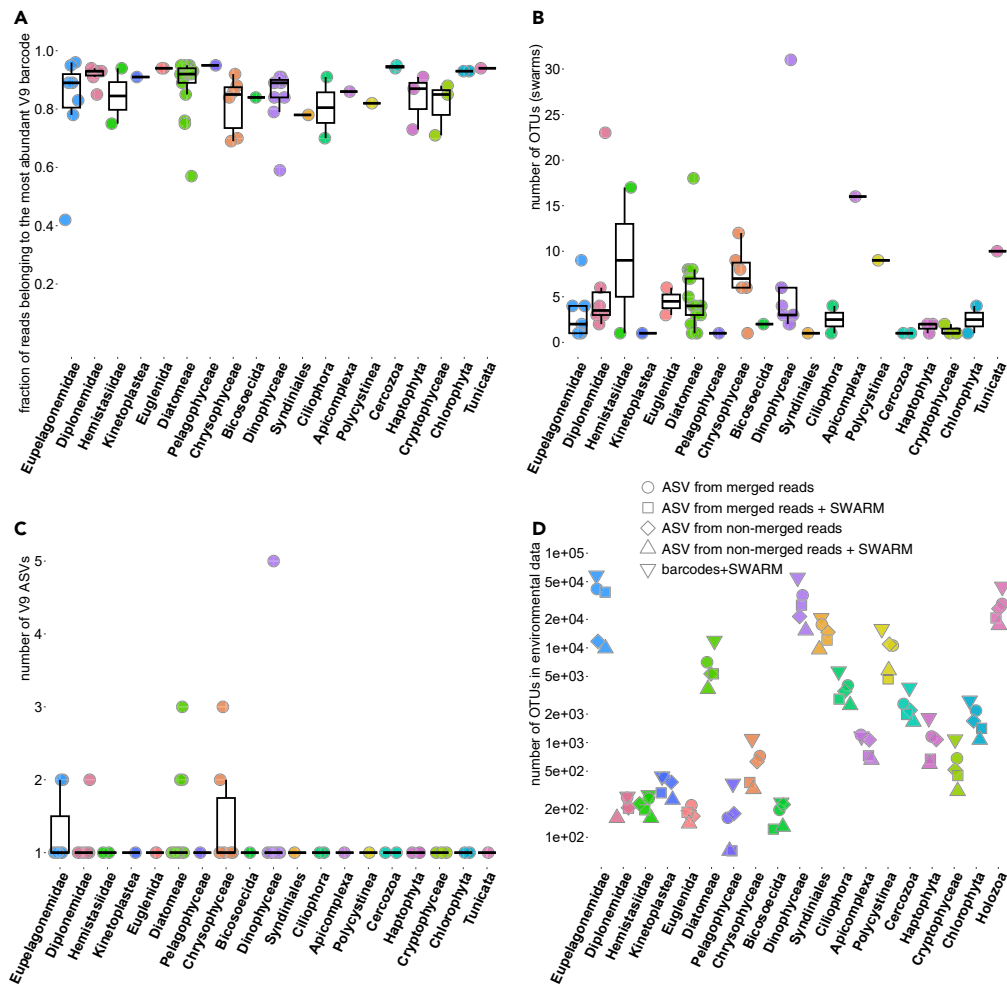 A
fraction of reads belonging to the most abundant V9 barcode
1.0
0.8
0.6
0.4
0.2
Eupelagonemidae
Diplonemidae
Hemistasiidae
Kinetoplastea
Euglenida
Diatomeae
Pelagophyceae
Chrysophyceae
Bicosoecida
Dinophyceae
Syndiniales
Ciliophora
Apicomplexa
Polycystinea
Cercozoa
Haptophyta
Cryptophyceae
Chlorophyta
Tunicata
B
number of OTUs (swarms)
30
25
20
15
10
5
0
Eupelagonemidae
Diplonemidae
Hemistasiidae
Kinetoplastea
Euglenida
Diatomeae
Pelagophyceae
Chrysophyceae
Bicosoecida
Dinophyceae
Syndiniales
Ciliophora
Apicomplexa
Polycystinea
Cercozoa
Haptophyta
Cryptophyceae
Chlorophyta
Tunicata
C
number of V9 ASVs
5
4
3
2
1
Eupelagonemidae
Diplonemidae
Hemistasiidae
Kinetoplastea
Euglenida
Diatomeae
Pelagophyceae
Chrysophyceae
Bicosoecida
Dinophyceae
Syndiniales
Ciliophora
Apicomplexa
Polycystinea
Cercozoa
Haptophyta
Cryptophyceae
Chlorophyta
Tunicata
ASV from merged reads
ASV from merged reads + SWARM
ASV from non-merged reads
ASV from non-merged reads + SWARM
barcodes+SWARM
D
number of OTUs in environmental data
1e+05
5e+04
2e+04
1e+04
5e+03
2e+03
1e+03
5e+02
2e+02
1e+02
Eupelagonemidae
Diplonemidae
Hemistasiidae
Kinetoplastea
Euglenida
Diatomeae
Pelagophyceae
Chrysophyceae
Bicosoecida
Dinophyceae
Syndiniales
Ciliophora
Apicomplexa
Polycystinea
Cercozoa
Haptophyta
Cryptophyceae
Chlorophyta
Holozoa